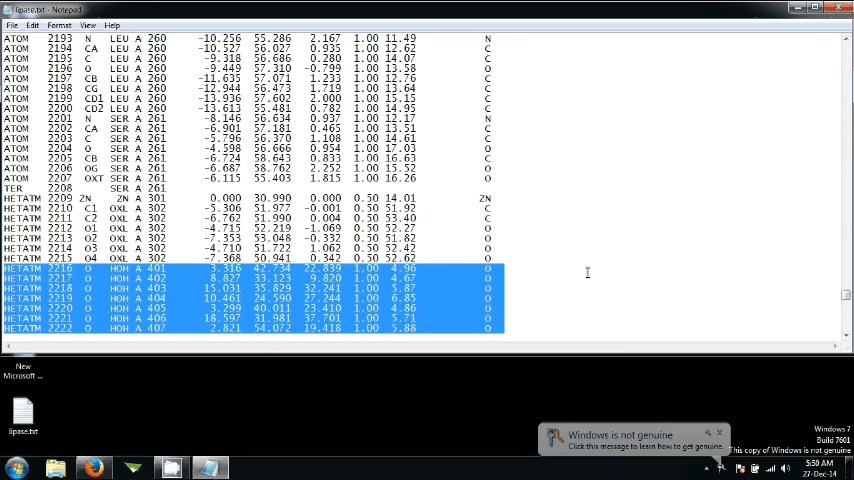 lipase.txt - Notepad
File Edit Format View Help
ATOM 2193 N LEU A 260 -10.256 55.286 2.167 1.00 11.49 N
ATOM 2194 CA LEU A 260 -10.527 56.027 0.935 1.00 12.62 C
ATOM 2195 C LEU A 260 -9.318 56.686 0.280 1.00 14.07 C
ATOM 2196 O LEU A 260 -9.449 57.310 -0.799 1.00 13.58 O
ATOM 2197 CB LEU A 260 -11.635 57.071 1.233 1.00 12.76 C
ATOM 2198 CG LEU A 260 -12.944 56.473 1.719 1.00 13.64 C
ATOM 2199 CD1 LEU A 260 -13.936 57.602 2.000 1.00 15.15 C
ATOM 2200 CD2 LEU A 260 -13.613 55.481 0.782 1.00 14.95 C
ATOM 2201 N SER A 261 -8.146 56.634 0.937 1.00 12.17 N
ATOM 2202 CA SER A 261 -6.901 57.181 0.465 1.00 13.51 C
ATOM 2203 C SER A 261 -5.796 56.370 1.108 1.00 14.61 C
ATOM 2204 O SER A 261 -4.598 56.666 0.954 1.00 17.03 O
ATOM 2205 CB SER A 261 -6.724 58.643 0.833 1.00 16.63 C
ATOM 2206 OG SER A 261 -6.687 58.762 2.252 1.00 15.52 O
ATOM 2207 OXT SER A 261 -6.115 55.403 1.815 1.00 16.26 O
TER 2208 SER A 261
HETATM 2209 ZN ZN A 301 0.000 30.990 0.000 0.50 14.01 ZN
HETATM 2210 C1 OXL A 402 -5.306 51.977 -0.001 0.50 51.92 C
HETATM 2211 C2 OXL A 402 -6.762 51.990 0.004 0.50 53.40 C
HETATM 2212 O1 OXL A 402 -4.715 52.219 -1.069 0.50 52.27 O
HETATM 2213 O2 OXL A 402 -7.353 53.048 -0.332 0.50 51.82 O
HETATM 2214 O3 OXL A 402 -4.710 51.722 1.062 0.50 52.42 O
HETATM 2215 O4 OXL A 402 -7.368 50.941 0.342 0.50 52.62 O
HETATM 2216 O HOH A 401 3.316 42.734 22.839 1.00 4.96 O
HETATM 2217 O HOH A 402 8.827 33.123 9.820 1.00 4.67 O
HETATM 2218 O HOH A 403 15.031 35.829 32.241 1.00 5.87 O
HETATM 2219 O HOH A 404 10.461 24.590 27.244 1.00 6.85 O
HETATM 2220 O HOH A 405 3.299 40.011 23.410 1.00 4.86 O
HETATM 2221 O HOH A 406 18.597 31.981 37.701 1.00 5.71 O
HETATM 2222 O HOH A 407 2.821 54.072 19.418 1.00 5.88 O
New
Microsoft ...
lipase.txt
Windows is not genuine
Click this message to learn how to get genuine.
Windows 7
Build 7601
This copy of Windows is not genuine
5:50 AM
27-Dec-14